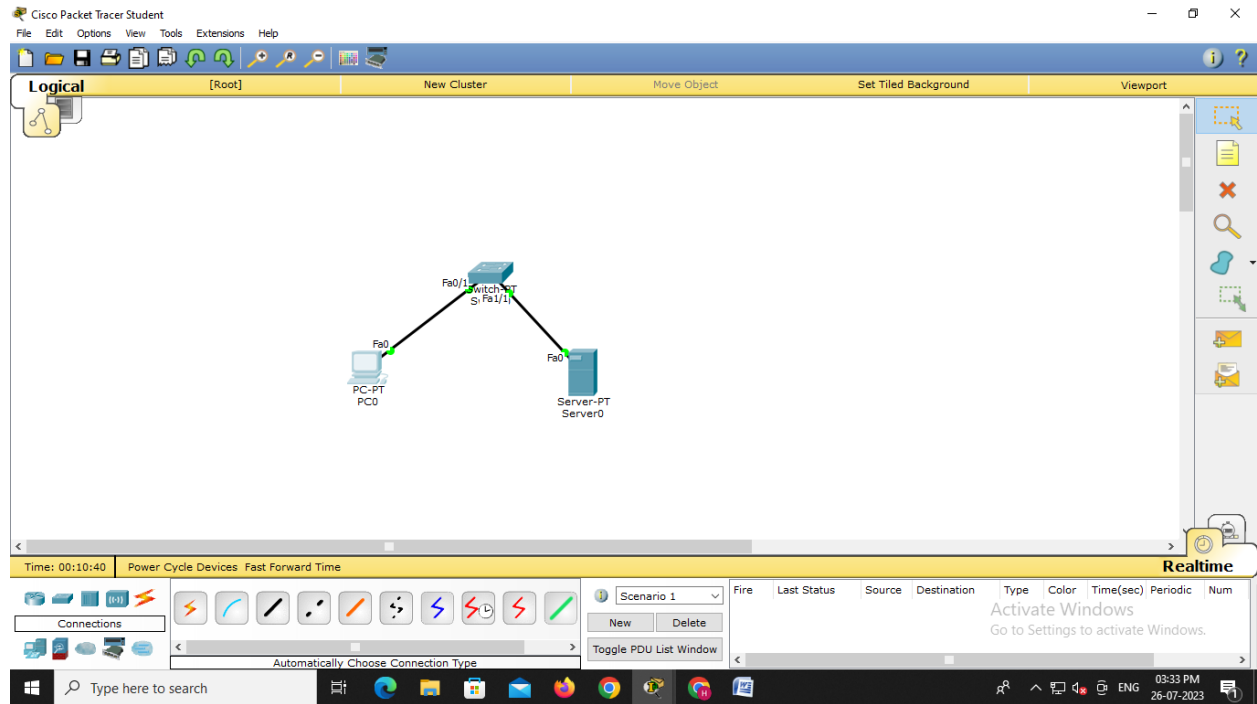 Cisco Packet Tracer Student
File Edit Options View Tools Extensions Help
Logical [Root] New Cluster Move Object Set Tiled Background Viewport
Fa0/1
Switch-PT
Fa1/1
Fa0
PC-PT
PC0
Fa0
Server-PT
Server0
Time: 00:10:40 Power Cycle Devices Fast Forward Time Realtime
Connections
Automatically Choose Connection Type
Scenario 1
New Delete
Toggle PDU List Window
Fire Last Status Source Destination Type Color Time(sec) Periodic Num
Activate Windows
Go to Settings to activate Windows.
Type here to search
ENG
03:33 PM
26-07-2023